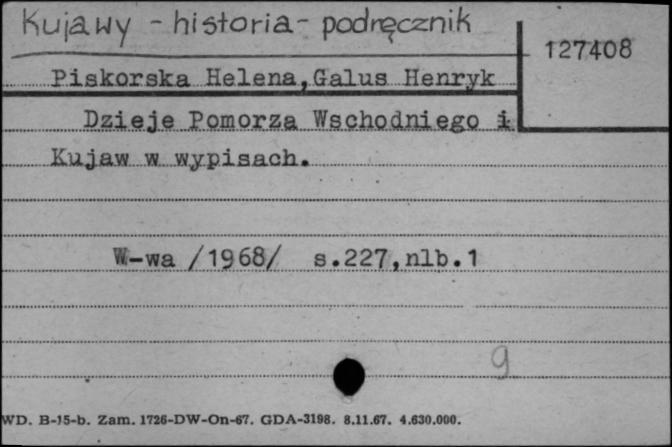 Kujawy - historia - podręcznik
127408
Piskorska Helena, Galus Henryk
Dzieje Pomorza Wschodniego i
Kujaw w wypisach.
W-wa /1968/ s.227,nlb.1
9
WD. B-15-b. Zam. 1726-DW-On-67. GDA-3198. 8.11.67. 4.630.000.